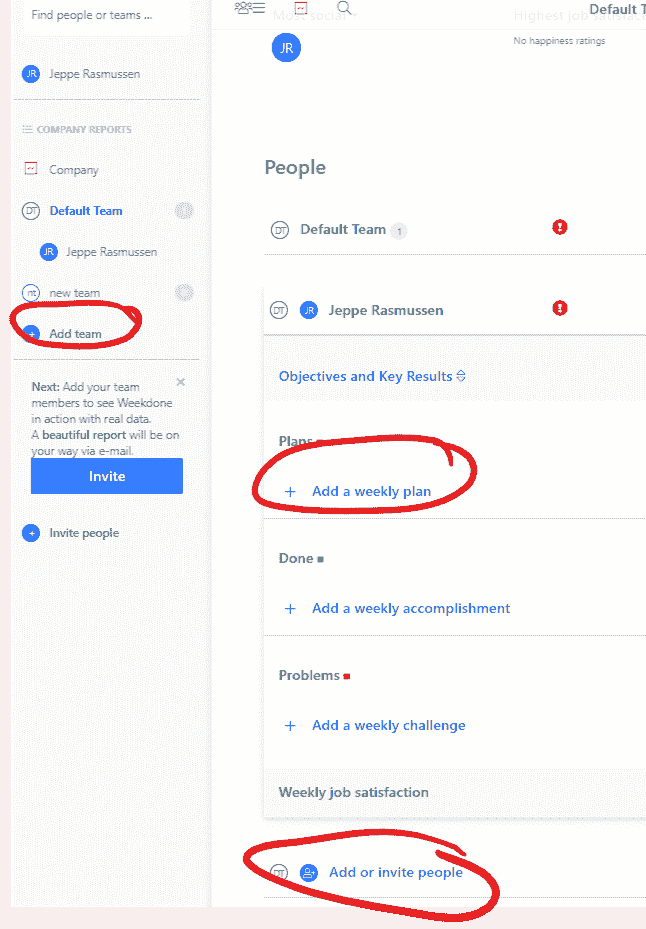 Find people or teams ...
JR Jeppe Rasmussen
COMPANY REPORTS
Company
DT Default Team
JR Jeppe Rasmussen
nt new team
+ Add team
Next: Add your team
members to see Weekdone
in action with real data.
A beautiful report will be on
your way via e-mail.
Invite
+ Invite people
Default T
Most social
Highest job satisfact
JR
No happiness ratings
People
DT Default Team 1
DT JR Jeppe Rasmussen
Objectives and Key Results
Plans
+ Add a weekly plan
Done
+ Add a weekly accomplishment
Problems
+ Add a weekly challenge
Weekly job satisfaction
DT Add or invite people